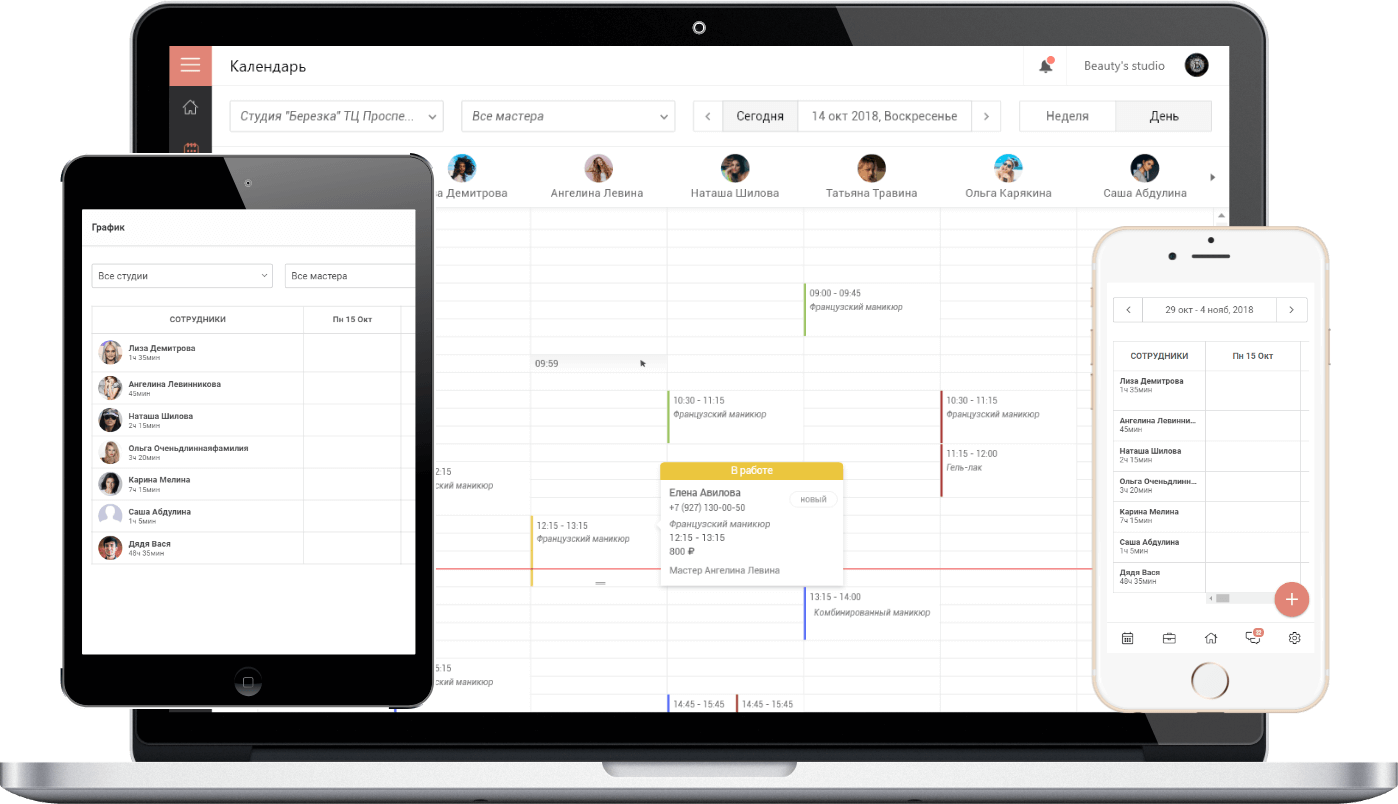 Календарь
Beauty's studio
Студия "Березка" ТЦ Проспе...
Все мастера
Сегодня
14 окт 2018, Воскресенье
Неделя
День
за Демитрова
Ангелина Левина
Наташа Шилова
Татьяна Травина
Ольга Карякина
Саша Абдулина
09:00 - 09:45
Французский маникюр
09:59
10:30 - 11:15
Французский маникюр
10:30 - 11:15
Французский маникюр
11:15 - 12:00
Гель-лак
2:15
ский маникюр
12:15 - 13:15
Французский маникюр
В работе
Елена Авилова
новый
+7 (927) 130-00-50
Французский маникюр
12:15 - 13:15
800 ₽
Мастер Ангелина Левина
13:15 - 14:00
Комбинированный маникюр
5:15
ский маникюр
14:45 - 15:45
14:45 - 15:45
График
Все студии
Все мастера
СОТРУДНИКИ
Пн 15 Окт
Лиза Демитрова
1ч 35мин
Ангелина Левинникова
45мин
Наташа Шилова
2ч 15мин
Ольга Оченьдлиннаяфамилия
3ч 20мин
Карина Мелина
7ч 15мин
Саша Абдулина
1ч 5мин
Дядя Вася
48ч 35мин
29 окт - 4 нояб, 2018
СОТРУДНИКИ
Пн 15 Окт
Лиза Демитрова
1ч 35мин
Ангелина Левинни...
45мин
Наташа Шилова
2ч 15мин
Ольга Оченьдлинн...
3ч 20мин
Карина Мелина
7ч 15мин
Саша Абдулина
1ч 5мин
Дядя Вася
48ч 35мин
+